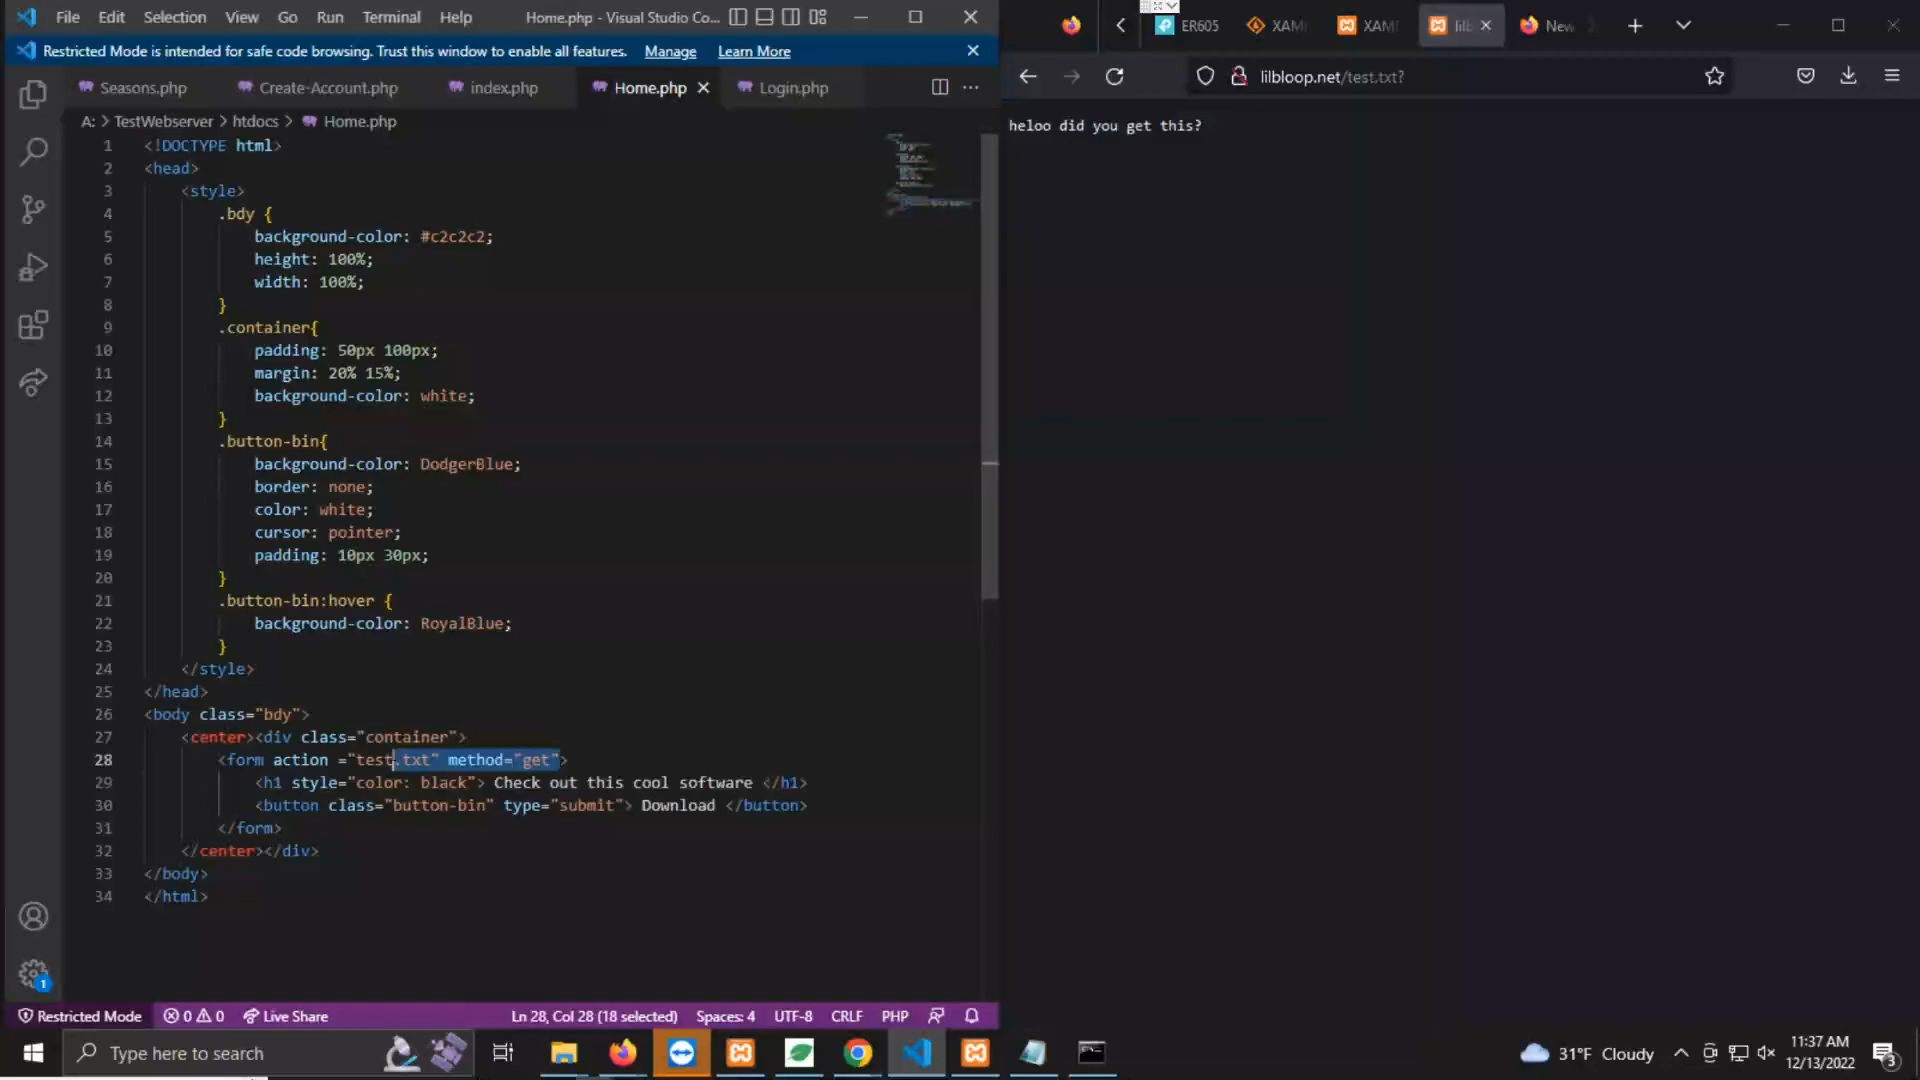 File Edit Selection View Go Run Terminal Help Home.php - Visual Studio Co...
Restricted Mode is intended for safe code browsing. Trust this window to enable all features. Manage Learn More
Seasons.php Create-Account.php index.php Home.php Login.php
A: > TestWebserver > htdocs > Home.php
1 <!DOCTYPE html>
2 <head>
3 <style>
4 .bdy {
5 background-color: #c2c2c2;
6 height: 100%;
7 width: 100%;
8 }
9 .container{
10 padding: 50px 100px;
11 margin: 20% 15%;
12 background-color: white;
13 }
14 .button-bin{
15 background-color: DodgerBlue;
16 border: none;
17 color: white;
18 cursor: pointer;
19 padding: 10px 30px;
20 }
21 .button-bin:hover {
22 background-color: RoyalBlue;
23 }
24 </style>
25 </head>
26 <body class="bdy">
27 <center><div class="container">
28 <form action ="test.txt" method="get">
29 <h1 style="color: black"> Check out this cool software </h1>
30 <button class="button-bin" type="submit"> Download </button>
31 </form>
32 </center></div>
33 </body>
34 </html>
1
Restricted Mode 0 0 Live Share Ln 28, Col 28 (18 selected) Spaces: 4 UTF-8 CRLF PHP
ER605 XAM XAM lilb New
lilbloop.net/test.txt?
heloo did you get this?
Type here to search
31°F Cloudy
11:37 AM
12/13/2022
3